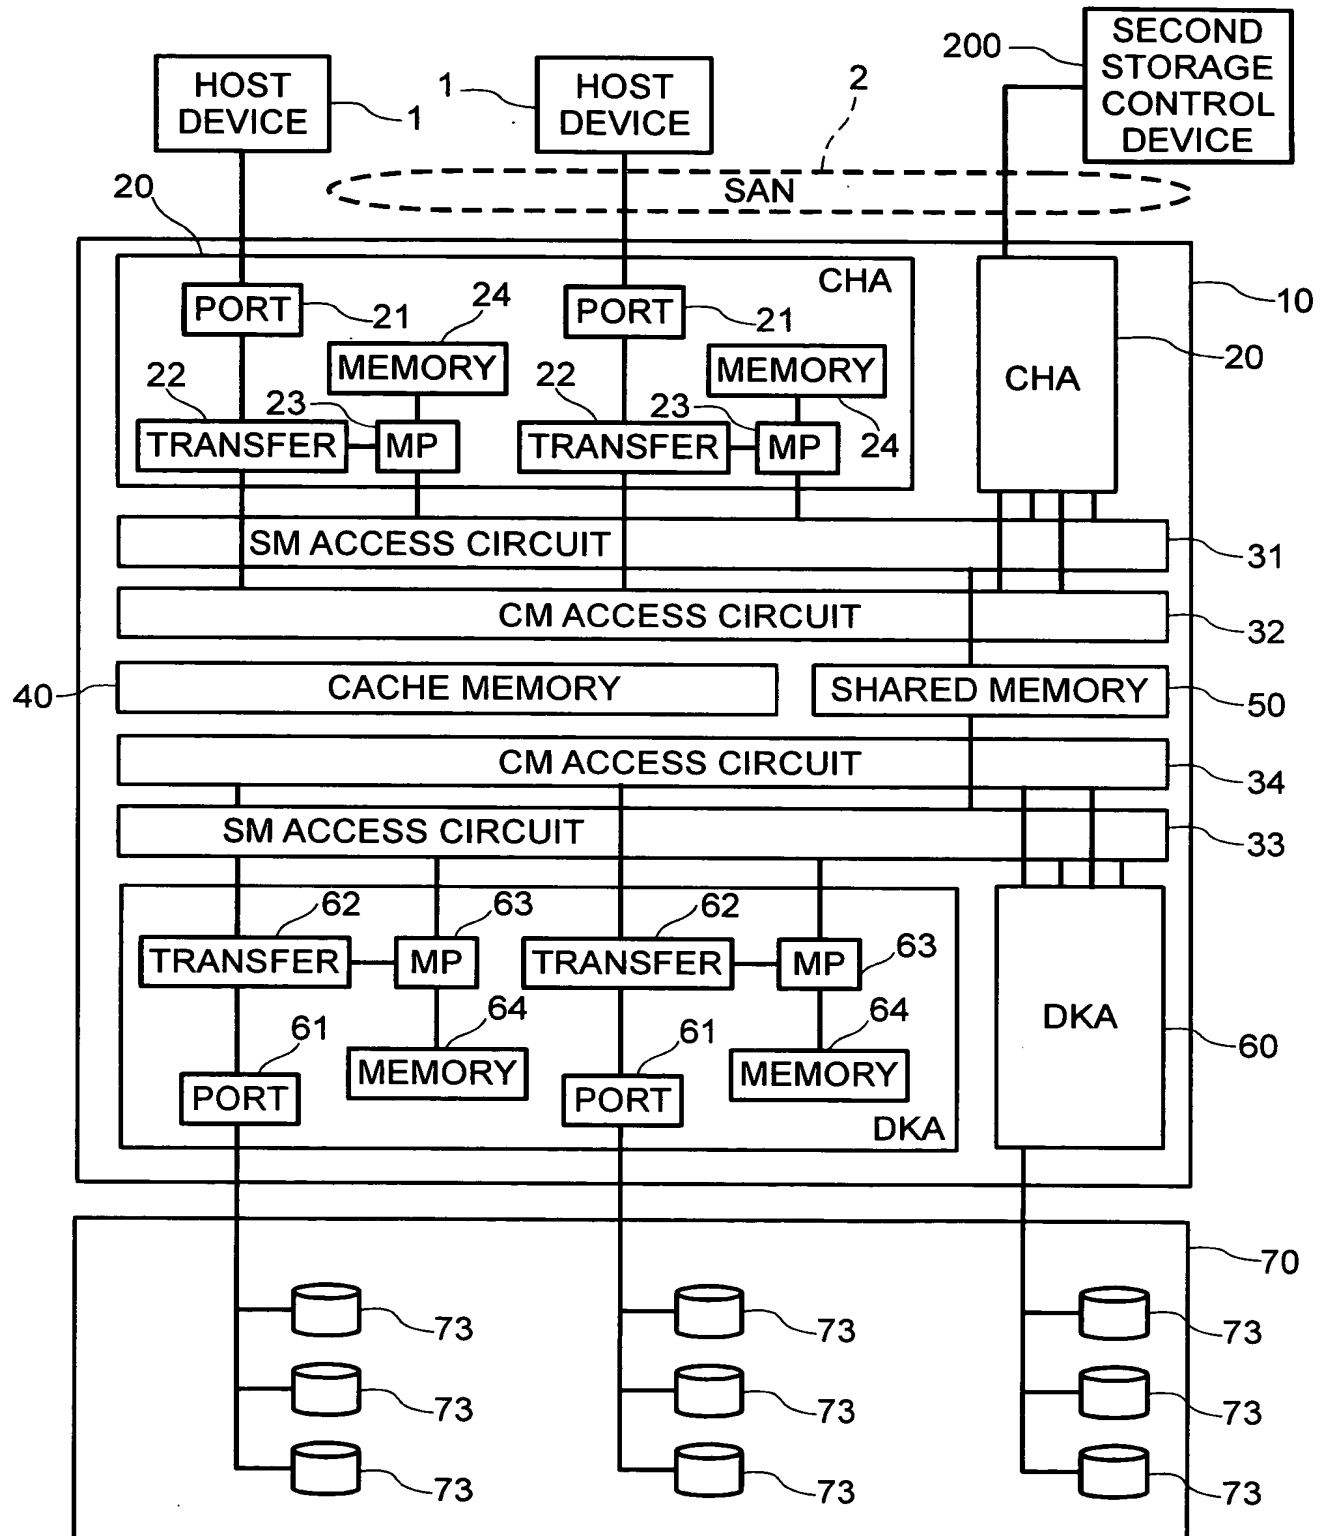 200
SECOND
STORAGE
CONTROL
DEVICE
HOST
DEVICE
1
1
HOST
DEVICE
2
SAN
20
CHA
10
PORT
21
24
PORT
21
20
MEMORY
MEMORY
CHA
22
23
22
23
24
TRANSFER
MP
TRANSFER
MP
SM ACCESS CIRCUIT
31
CM ACCESS CIRCUIT
32
40
CACHE MEMORY
SHARED MEMORY
50
CM ACCESS CIRCUIT
34
SM ACCESS CIRCUIT
33
62
63
62
63
TRANSFER
MP
TRANSFER
MP
61
64
61
64
DKA
60
MEMORY
MEMORY
PORT
PORT
DKA
70
73
73
73
73
73
73
73
73
73